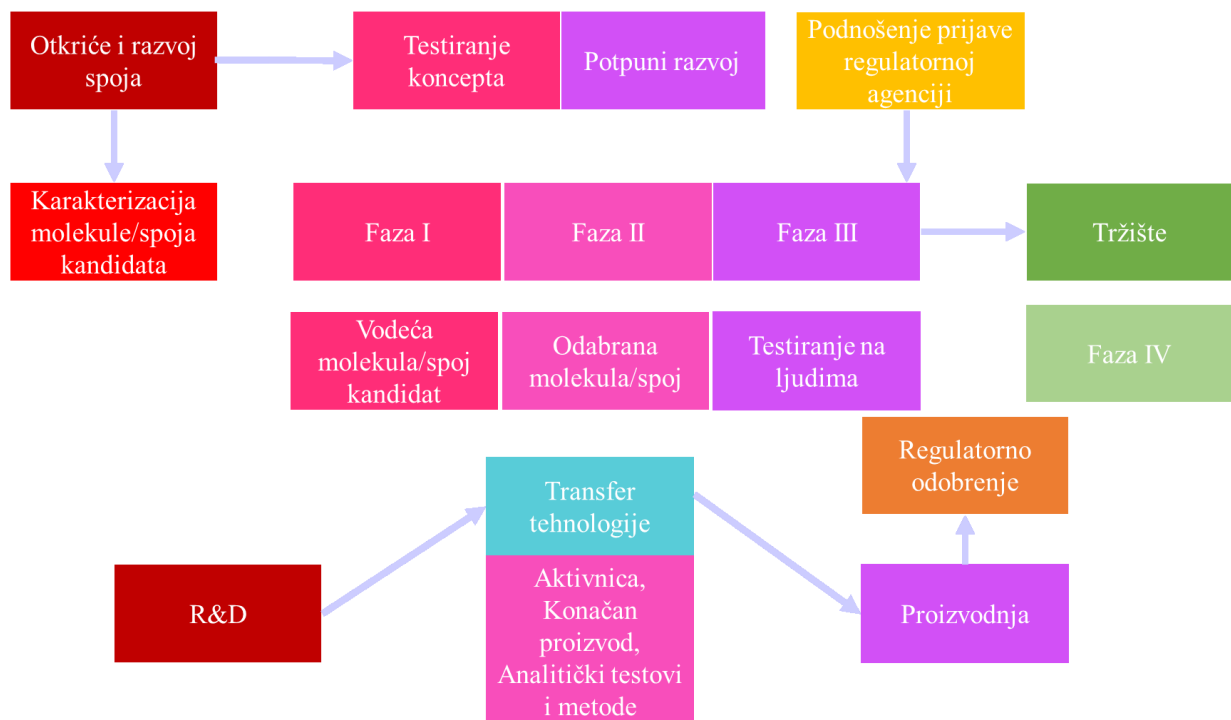 Otkriće i razvoj
spoja
Testiranje
koncepta
Potpuni razvoj
Podnošenje prijave
regulatornoj
agenciji
Karakterizacija
molekule/spoja
kandidata
Faza I
Faza II
Faza III
Tržište
Vodeća
molekula/spoj
kandidat
Odabrana
molekula/spoj
Testiranje na
ljudima
Faza IV
Regulatorno
odobrenje
Transfer
tehnologije
R&D
Aktivnica,
Konačan
proizvod,
Analitički testovi
i metode
Proizvodnja